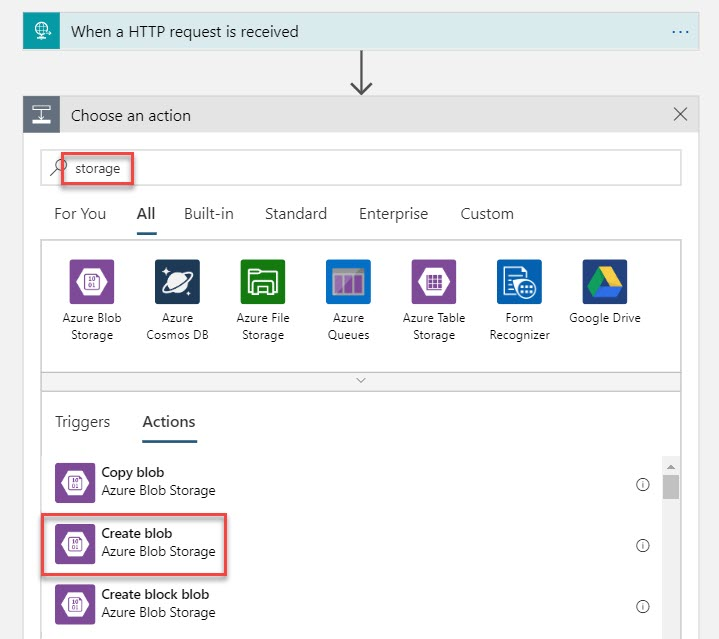 When a HTTP request is received
Choose an action
storage
For You All Built-in Standard Enterprise Custom
Azure Blob Storage
Azure Cosmos DB
Azure File Storage
Azure Queues
Azure Table Storage
Form Recognizer
Google Drive
Triggers Actions
Copy blob
Azure Blob Storage
Create blob
Azure Blob Storage
Create block blob
Azure Blob Storage